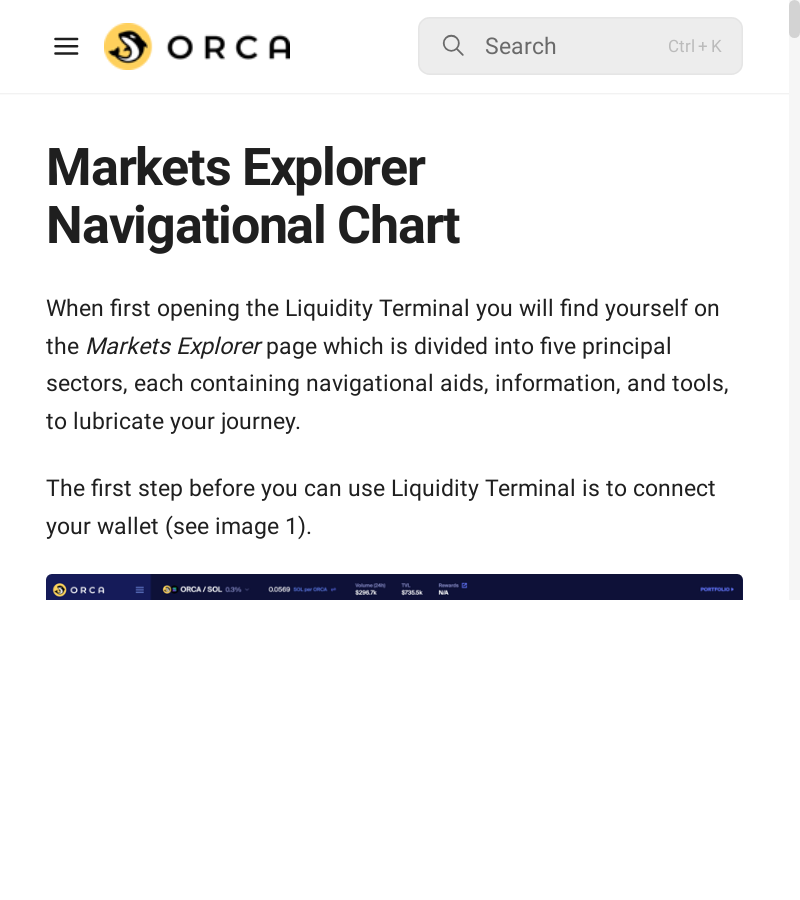 ORCA
Search
Ctrl + K
Markets Explorer
Navigational Chart
When first opening the Liquidity Terminal you will find yourself on
the Markets Explorer page which is divided into five principal
sectors, each containing navigational aids, information, and tools,
to lubricate your journey.
The first step before you can use Liquidity Terminal is to connect
your wallet (see image 1).
ORCA
ORCA / SOL 0.3%
0.0569 SOL per ORCA
Volume (24h)
$296.7k
TVL
$735.5k
Rewards
N/A
PORTFOLIO